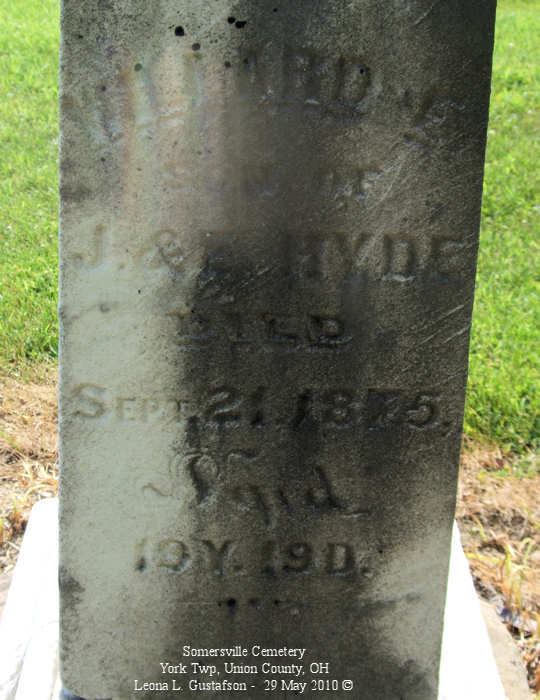 SON OF
J. & HYDE
DIED
SEPT. 21, 1875.
Aged
19Y. 19D.
Somersville Cemetery
York Twp, Union County, OH
Leona L. Gustafson - 29 May 2010 ©